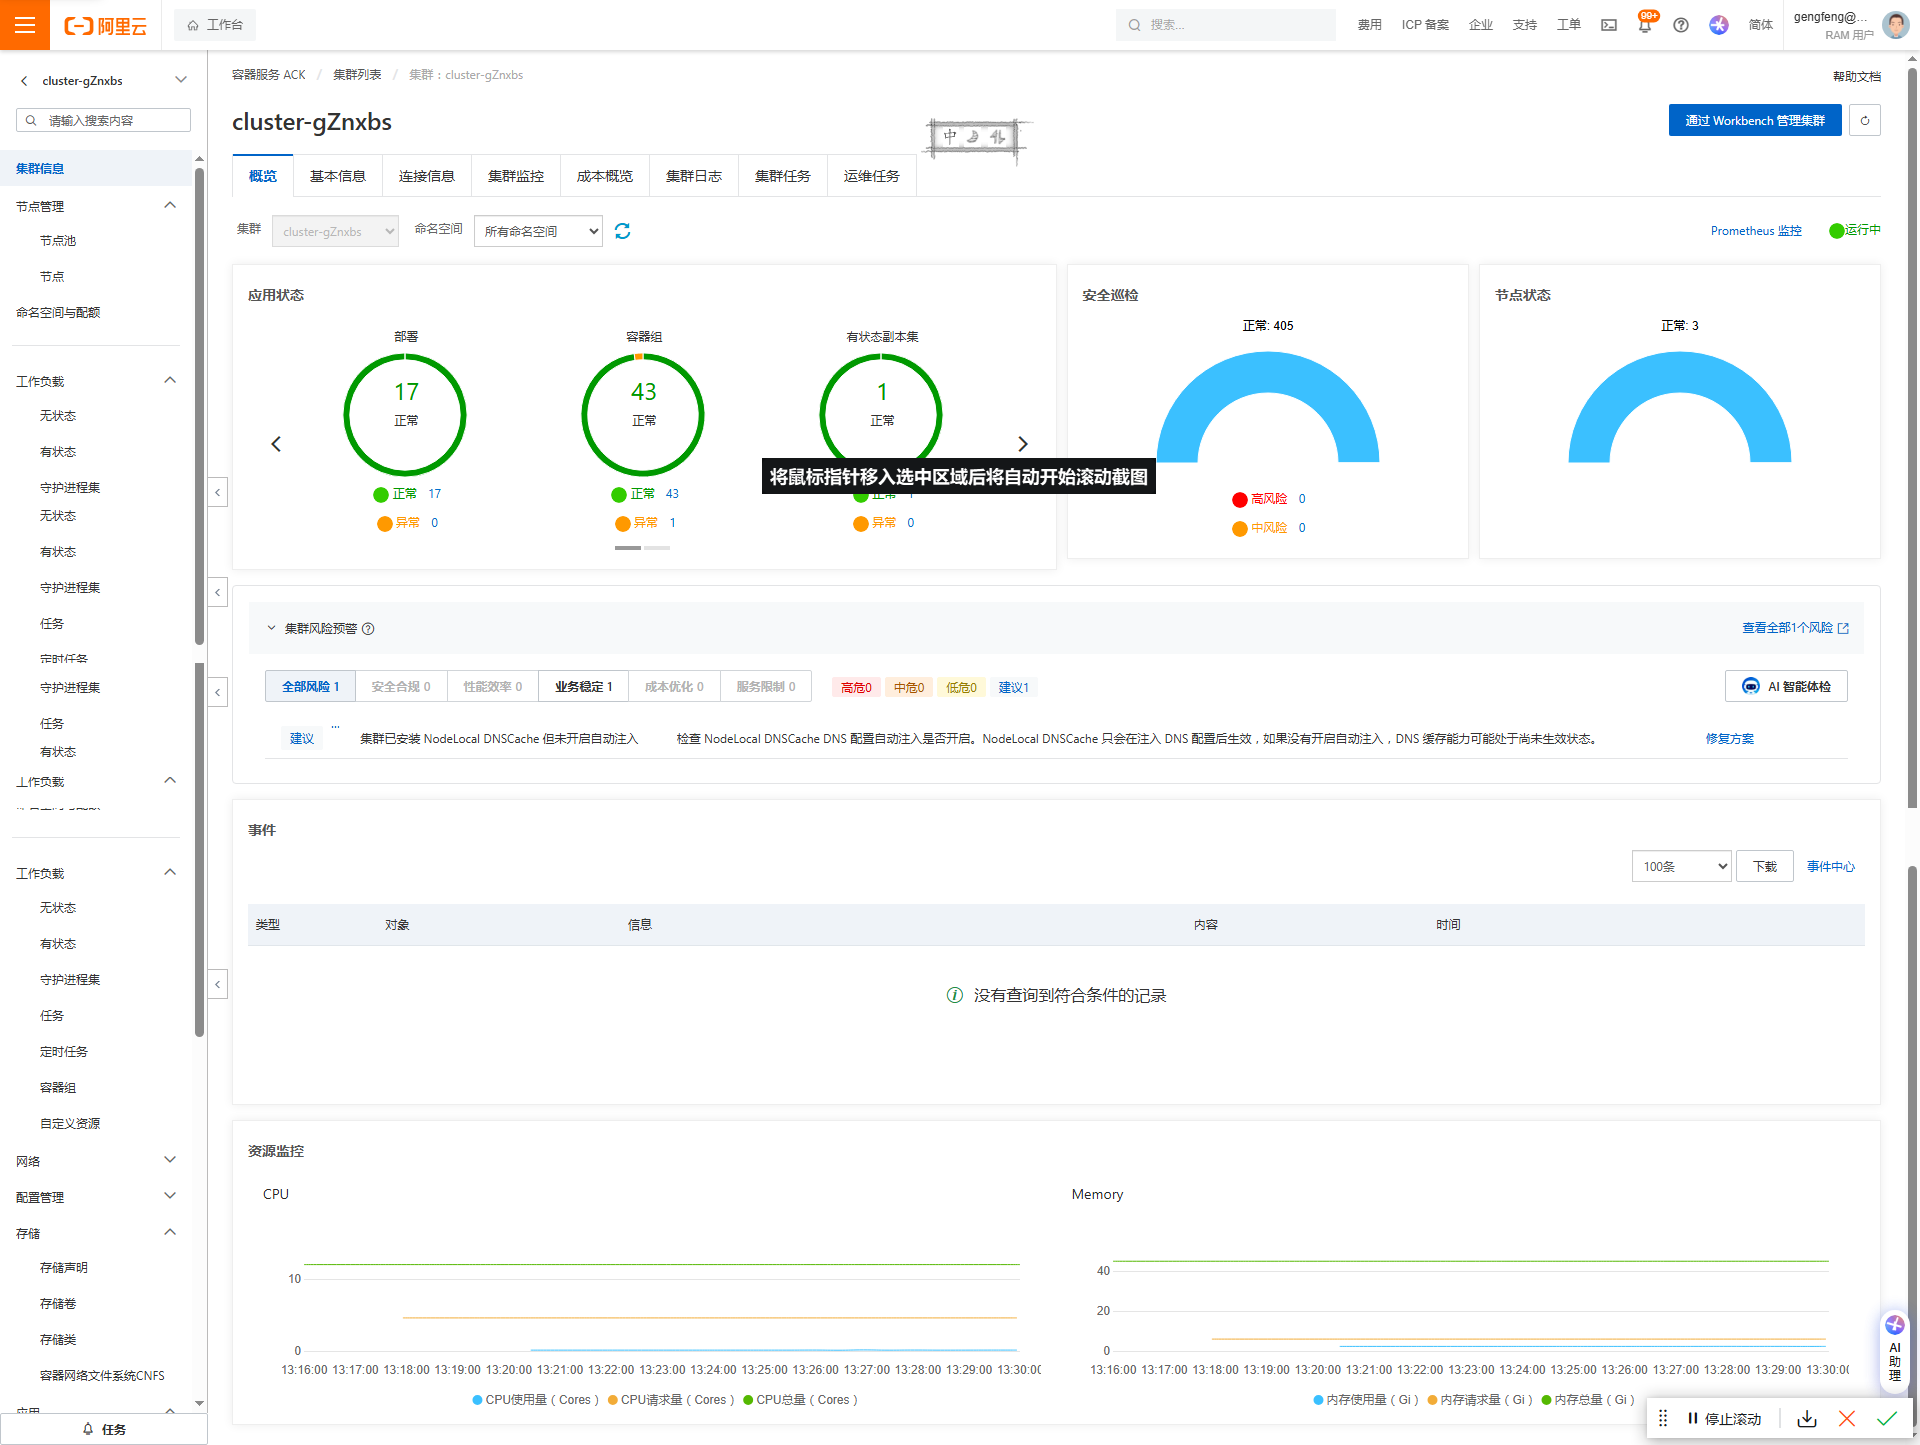 阿里云
工作台
搜索...
费用
ICP 备案
企业
支持
工单
99+
简体
gengfeng@...
RAM 用户
cluster-gZnxbs
请输入搜索内容
集群信息
节点管理
节点池
节点
命名空间与配额
工作负载
无状态
有状态
守护进程集
无状态
有状态
守护进程集
任务
定时任务
守护进程集
任务
有状态
工作负载
工作负载
无状态
有状态
守护进程集
任务
定时任务
容器组
自定义资源
网络
配置管理
存储
存储声明
存储卷
存储类
容器网络文件系统CNFS
应用
任务
容器服务 ACK / 集群列表 / 集群：cluster-gZnxbs
帮助文档
cluster-gZnxbs
中
通过 Workbench 管理集群
概览 基本信息 连接信息 集群监控 成本概览 集群日志 集群任务 运维任务
集群 cluster-gZnxbs 命名空间 所有命名空间
Prometheus 监控 运行中
应用状态
部署 容器组 有状态副本集
17 43 1
正常 正常 正常
正常 17 正常 43 正常 1
异常 0 异常 1 异常 0
将鼠标指针移入选中区域后将自动开始滚动截图
安全巡检
正常: 405
高风险 0
中风险 0
节点状态
正常: 3
集群风险预警
查看全部1个风险
全部风险 1 安全合规 0 性能效率 0 业务稳定 1 成本优化 0 服务限制 0 高危0 中危0 低危0 建议1
AI 智能体检
建议 ... 集群已安装 NodeLocal DNSCache 但未开启自动注入 检查 NodeLocal DNSCache DNS 配置自动注入是否开启。NodeLocal DNSCache 只会在注入 DNS 配置后生效，如果没有开启自动注入，DNS 缓存能力可能处于尚未生效状态。 修复方案
事件
100条 下载 事件中心
类型 对象 信息 内容 时间
没有查询到符合条件的记录
资源监控
CPU
10
0
13:16:00 13:17:00 13:18:00 13:19:00 13:20:00 13:21:00 13:22:00 13:23:00 13:24:00 13:25:00 13:26:00 13:27:00 13:28:00 13:29:00 13:30:00
CPU使用量（Cores） CPU请求量（Cores） CPU总量（Cores）
Memory
40
20
0
13:16:00 13:17:00 13:18:00 13:19:00 13:20:00 13:21:00 13:22:00 13:23:00 13:24:00 13:25:00 13:26:00 13:27:00 13:28:00 13:29:00 13:30:00
内存使用量（Gi） 内存请求量（Gi） 内存总量（Gi）
AI
助
理
停止滚动